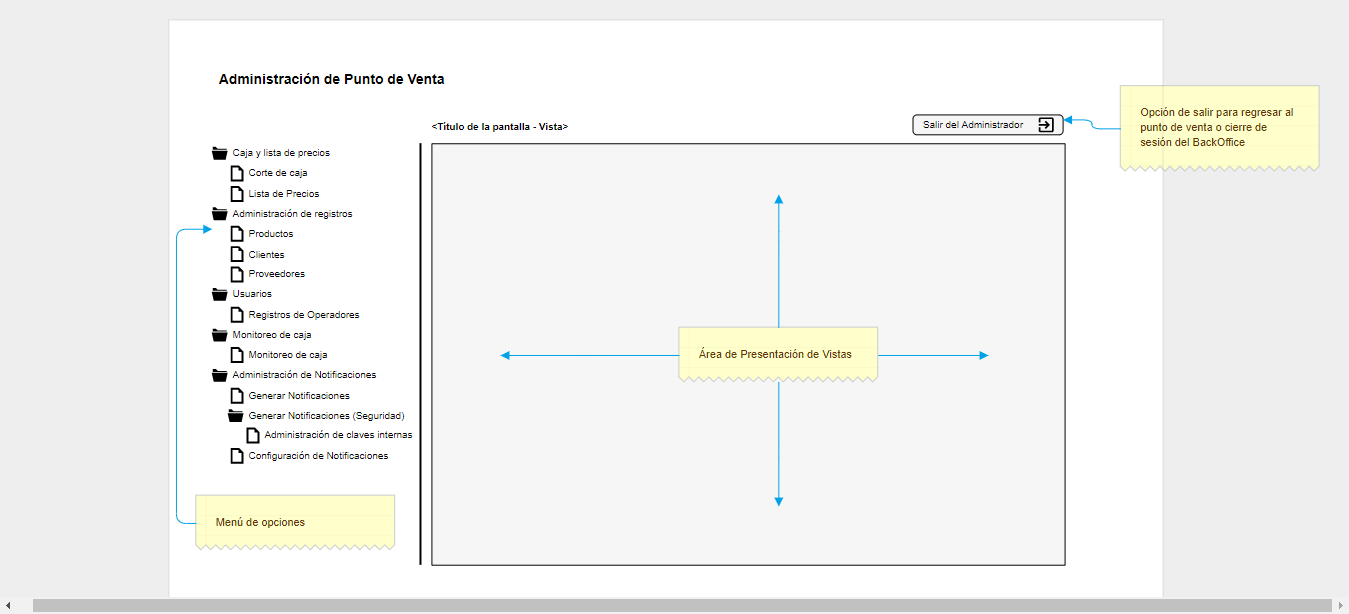 Administración de Punto de Venta
<Título de la pantalla - Vista>
Salir del Administrador
Opción de salir para regresar al
punto de venta o cierre de
sesión del BackOffice
Caja y lista de precios
Corte de caja
Lista de Precios
Administración de registros
Productos
Clientes
Proveedores
Usuarios
Registros de Operadores
Monitoreo de caja
Monitoreo de caja
Administración de Notificaciones
Generar Notificaciones
Generar Notificaciones (Seguridad)
Administración de claves internas
Configuración de Notificaciones
Menú de opciones
Área de Presentación de Vistas